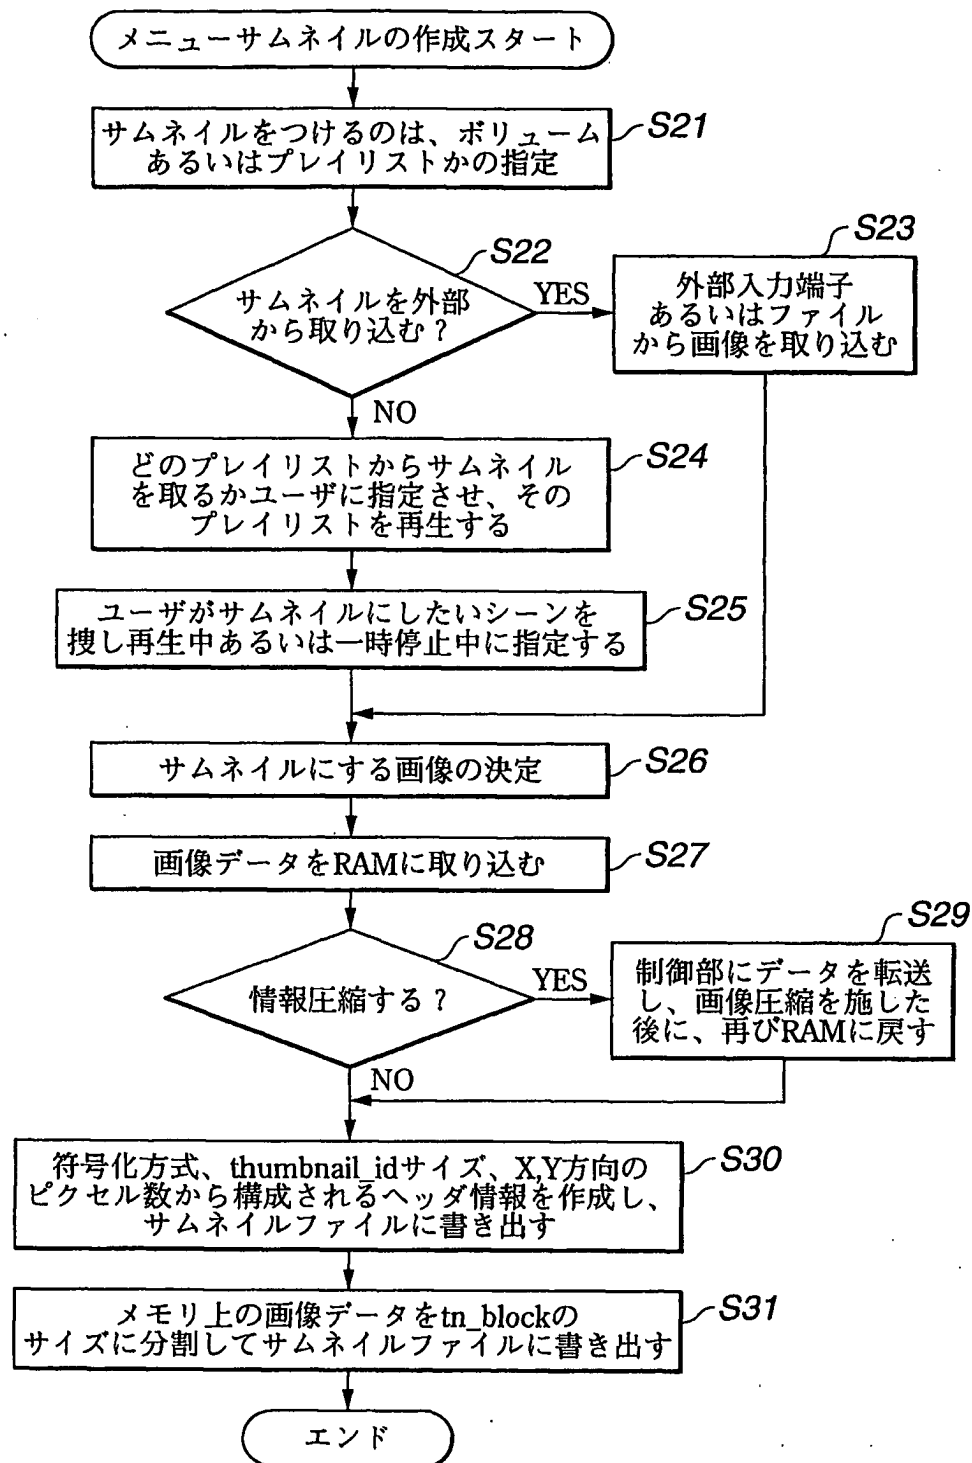 メニューサムネイルの作成スタート
サムネイルをつけるのは、ボリューム
あるいはプレイリストかの指定
S21
サムネイルを外部
から取り込む？
S22
YES
NO
外部入力端子
あるいはファイル
から画像を取り込む
S23
どのプレイリストからサムネイル
を取るかユーザに指定させ、その
プレイリストを再生する
S24
ユーザがサムネイルにしたいシーンを
捜し再生中あるいは一時停止中に指定する
S25
サムネイルにする画像の決定
S26
画像データをRAMに取り込む
S27
情報圧縮する？
S28
YES
NO
制御部にデータを転送
し、画像圧縮を施した
後に、再びRAMに戻す
S29
符号化方式、thumbnail_idサイズ、X,Y方向の
ピクセル数から構成されるヘッダ情報を作成し、
サムネイルファイルに書き出す
S30
メモリ上の画像データをtn_blockの
サイズに分割してサムネイルファイルに書き出す
S31
エンド